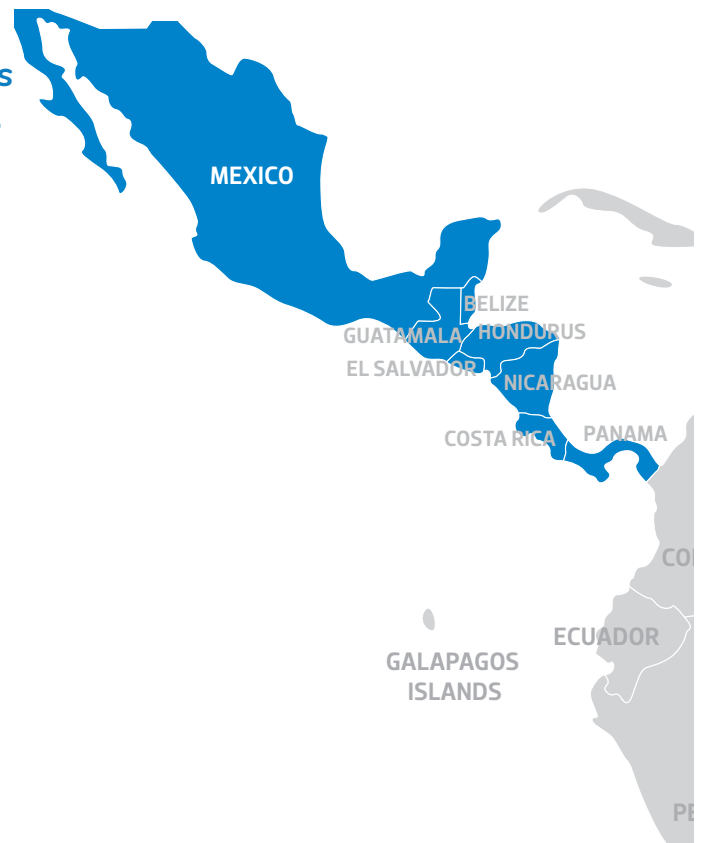 S
MEXICO
BELIZE
GUATAMALA
HONDURUS
EL SALVADOR
NICARAGUA
COSTA RICA
PANAMA
ECUADOR
GALAPAGOS
ISLANDS